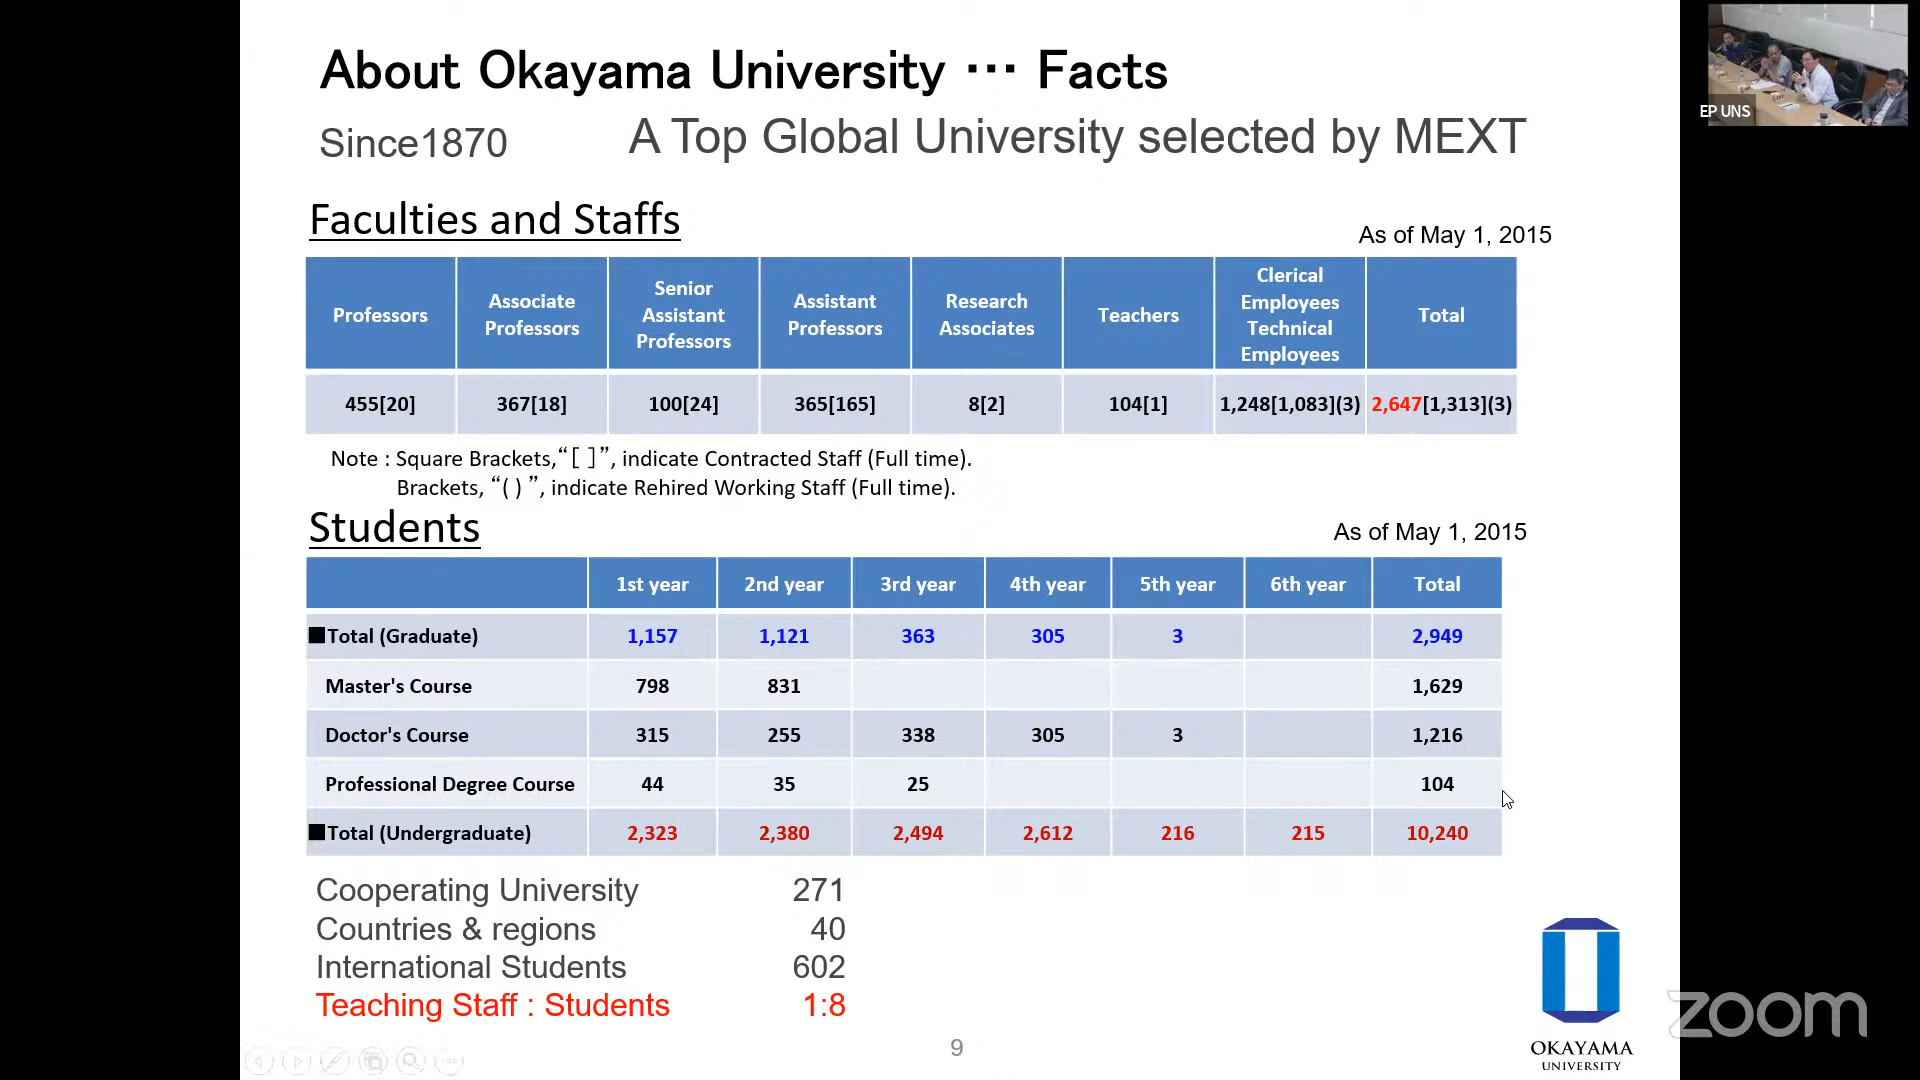 About Okayama University ··· Facts
Since1870
A Top Global University selected by MEXT
EP UNS
Faculties and Staffs
As of May 1, 2015
Professors Associate Professors Senior Assistant Professors Assistant Professors Research Associates Teachers Clerical Employees Technical Employees Total
455[20] 367[18] 100[24] 365[165] 8[2] 104[1] 1,248[1,083](3) 2,647[1,313](3)
Note : Square Brackets,“[ ]”, indicate Contracted Staff (Full time).
Brackets, “( ) ”, indicate Rehired Working Staff (Full time).
Students
As of May 1, 2015
1st year 2nd year 3rd year 4th year 5th year 6th year Total
■Total (Graduate) 1,157 1,121 363 305 3 2,949
Master's Course 798 831 1,629
Doctor's Course 315 255 338 305 3 1,216
Professional Degree Course 44 35 25 104
■Total (Undergraduate) 2,323 2,380 2,494 2,612 216 215 10,240
Cooperating University 271
Countries & regions 40
International Students 602
Teaching Staff : Students 1:8
9
OKAYAMA
UNIVERSITY
zoom